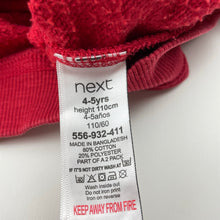 next
4-5yrs
height 110cm
4-5años
110/60
556-932-411
MADE IN BANGLADESH
80% COTTON
20% POLYESTER
PART OF A 2 PACK
IF IT'S NOT DIRTY WASH AT
Wash inside out
Do not iron print
Iron on reverse
KEEP AWAY FROM FIRE